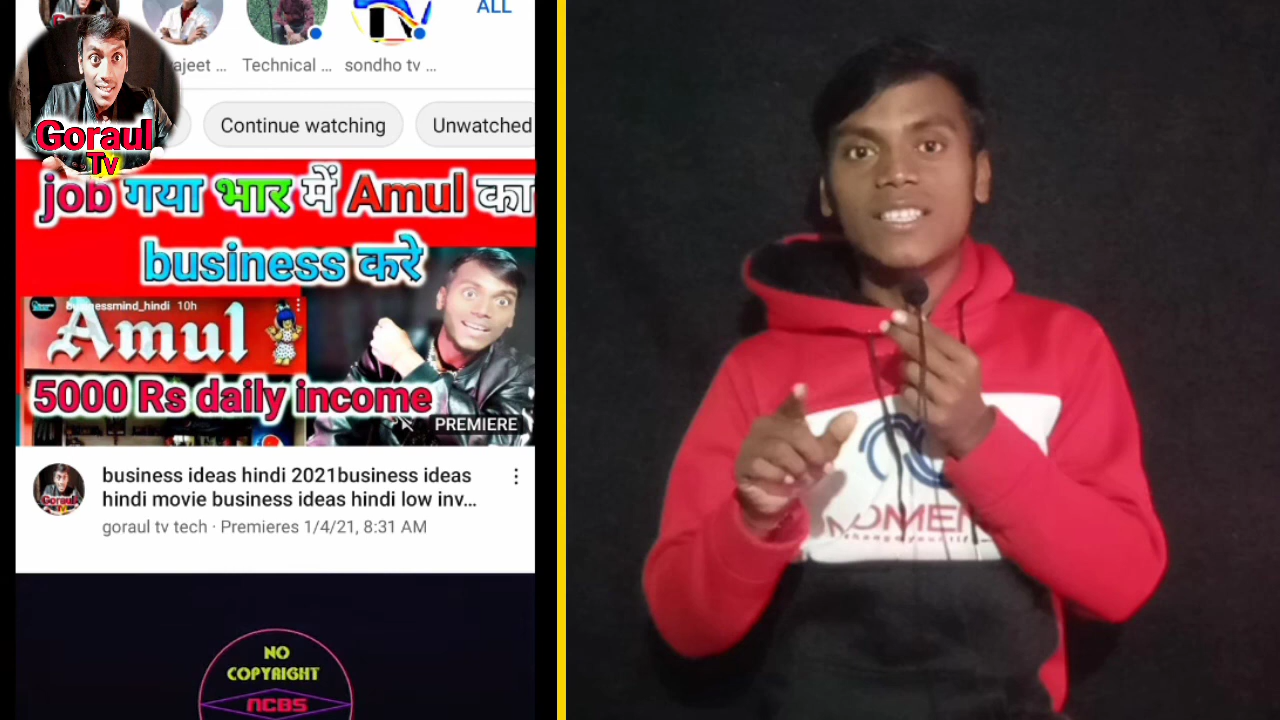 ALL
ajeet ...
Technical ...
sondho tv ...
Goraul
Tv
Continue watching
Unwatched
job गया भार में Amul का
business करे
nessmind_hindi 10h
Amul
5000 Rs daily income
PREMIERE
business ideas hindi 2021business ideas
hindi movie business ideas hindi low inv...
goraul tv tech · Premieres 1/4/21, 8:31 AM
NO
COPYRIGHT
NCBS